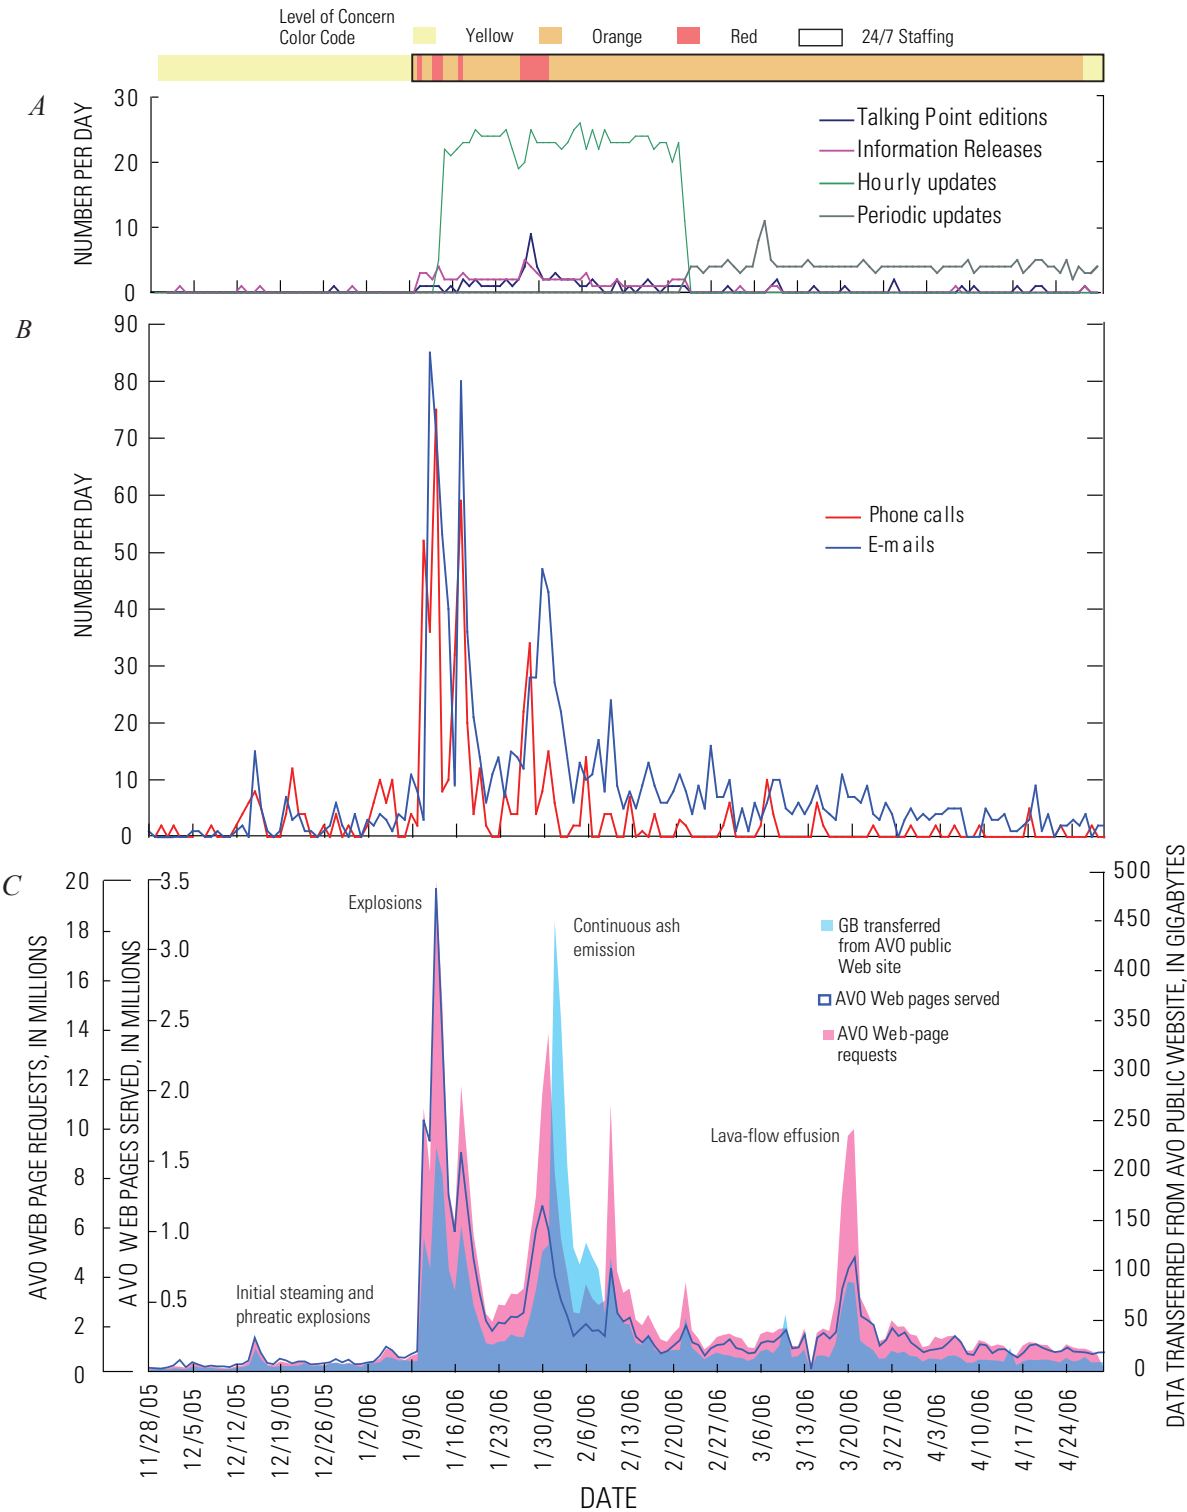 Level of Concern
Color Code
Yellow
Orange
Red
24/7 Staffing
A
30
20
10
0
NUMBER PER DAY
Talking Point editions
Information Releases
Hourly updates
Periodic updates
B
90
80
70
60
50
40
30
20
10
0
NUMBER PER DAY
Phone calls
E-mails
C
20
18
16
14
12
10
8
6
4
2
0
AVO WEB PAGE REQUESTS, IN MILLIONS
3.5
3.0
2.5
2.0
1.5
1.0
0.5
AVO WEB PAGES SERVED, IN MILLIONS
Explosions
Continuous ash
emission
GB transferred
from AVO public
Web site
AVO Web pages served
AVO Web-page
requests
Lava-flow effusion
Initial steaming and
phreatic explosions
500
450
400
350
300
250
200
150
100
50
0
DATA TRANSFERRED FROM AVO PUBLIC WEBSITE, IN GIGABYTES
11/28/05
12/5/05
12/12/05
12/19/05
12/26/05
1/2/06
1/9/06
1/16/06
1/23/06
1/30/06
2/6/06
2/13/06
2/20/06
2/27/06
3/6/06
3/13/06
3/20/06
3/27/06
4/3/06
4/10/06
4/17/06
4/24/06
DATE